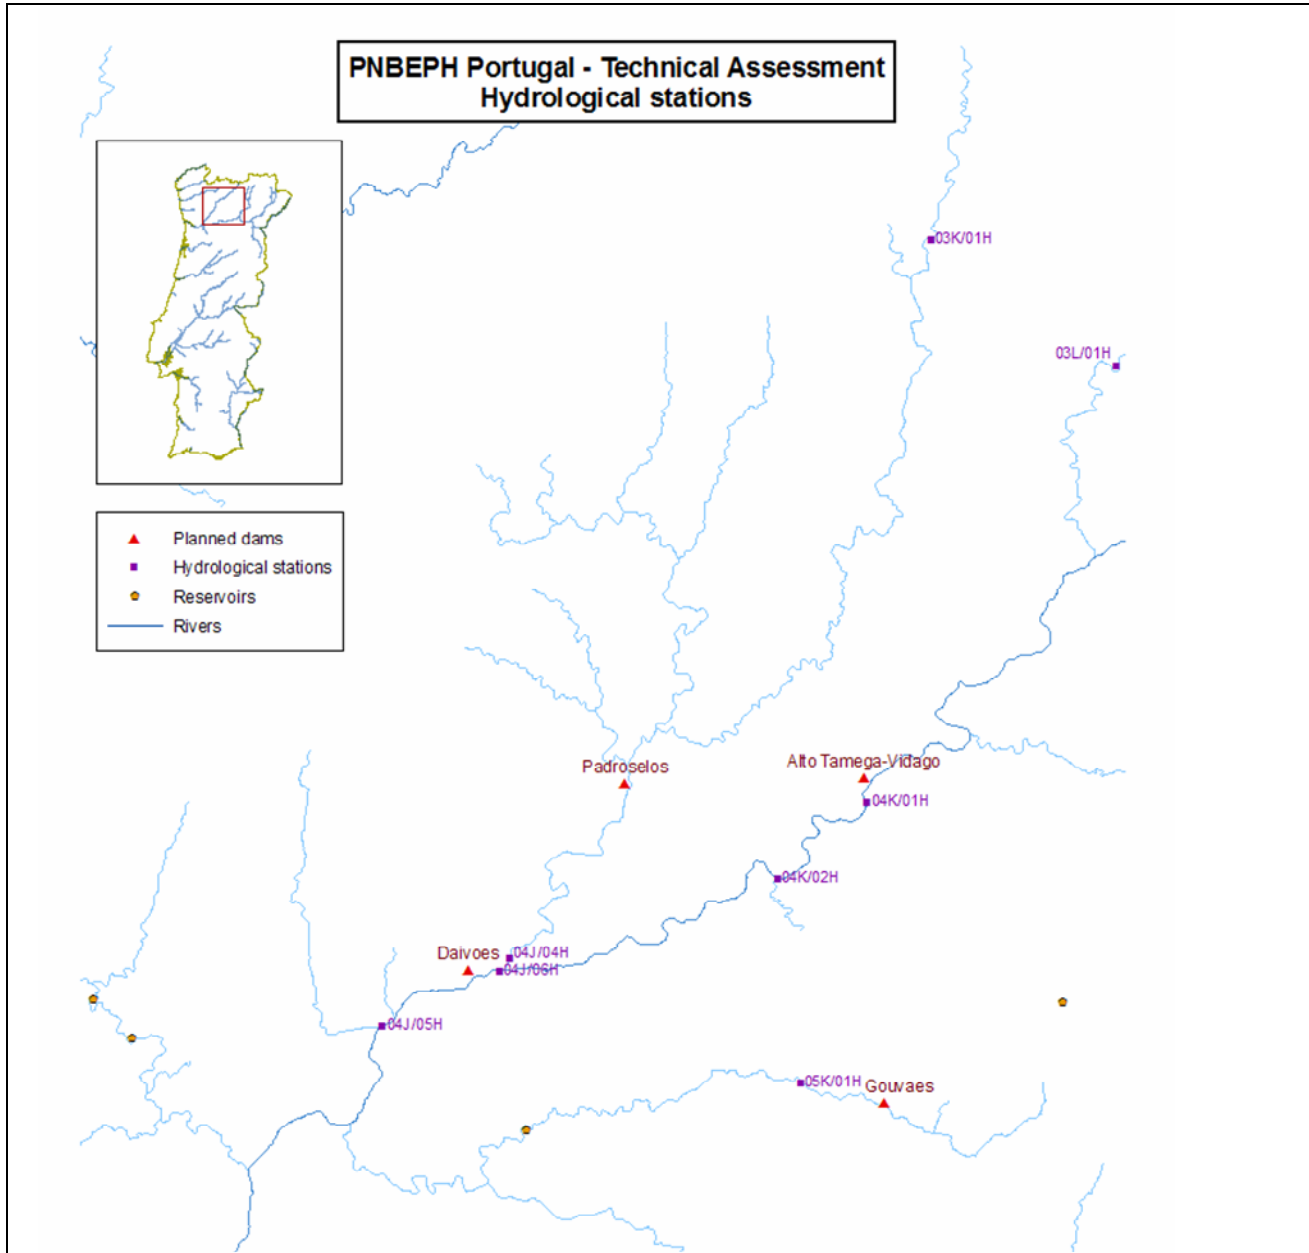 PNBEPH Portugal - Technical Assessment
Hydrological stations
03K/01H
03L/01H
Planned dams
Hydrological stations
Reservoirs
Rivers
Padroselos
Alto Tamega-Vidago
04K/01H
04K/02H
Daivoes
04J/04H
04J/06H
04J/05H
05K/01H
Gouvaes